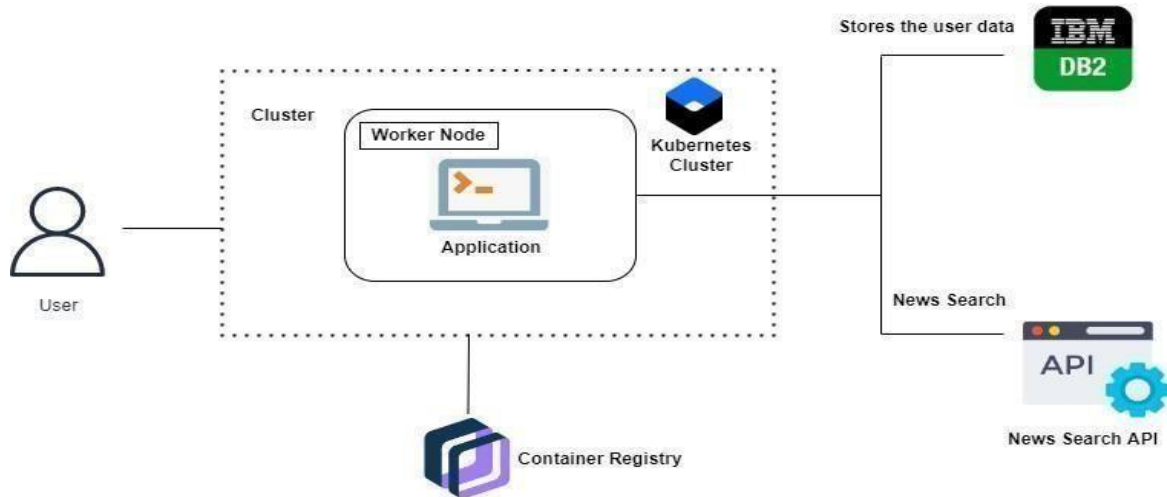 Stores the user data
IBM
DB2
Cluster
Worker Node
Kubernetes
Cluster
Application
User
News Search
API
Container Registry
News Search API